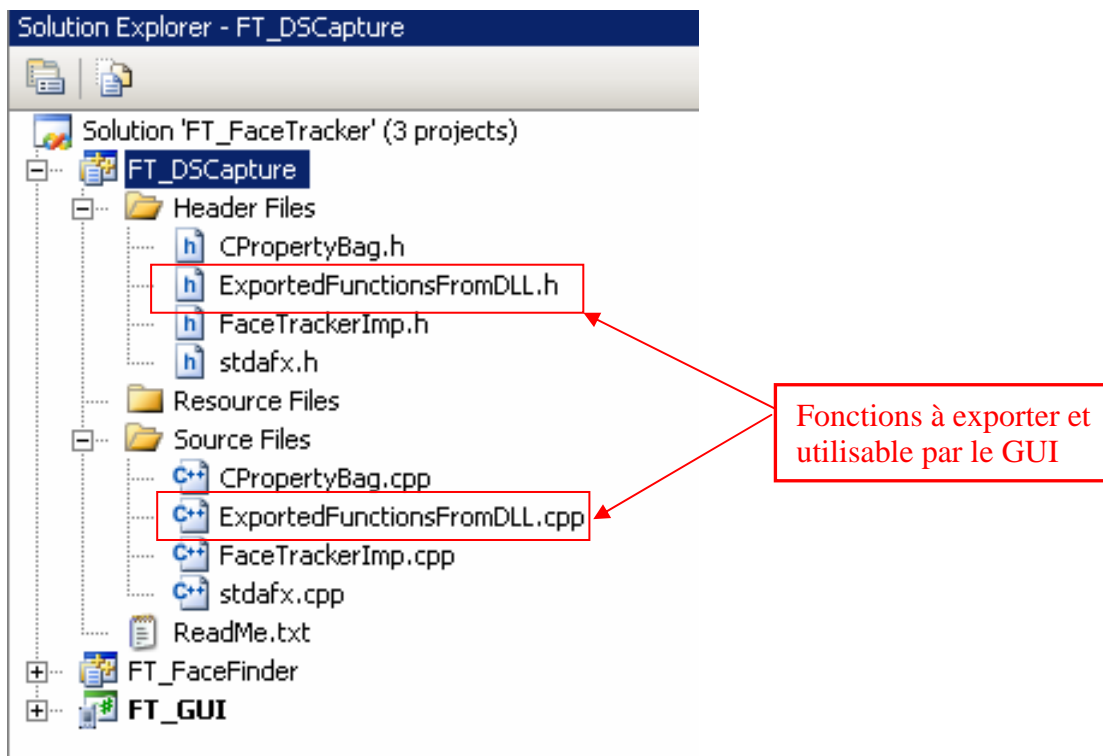 Solution Explorer - FT_DSCapture
Solution 'FT_FaceTracker' (3 projects)
FT_DSCapture
Header Files
h CPropertyBag.h
h ExportedFunctionsFromDLL.h
h FaceTrackerImp.h
h stdafx.h
Resource Files
Source Files
C++ CPropertyBag.cpp
C++ ExportedFunctionsFromDLL.cpp
C++ FaceTrackerImp.cpp
C++ stdafx.cpp
ReadMe.txt
FT_FaceFinder
FT_GUI
Fonctions à exporter et
utilisable par le GUI